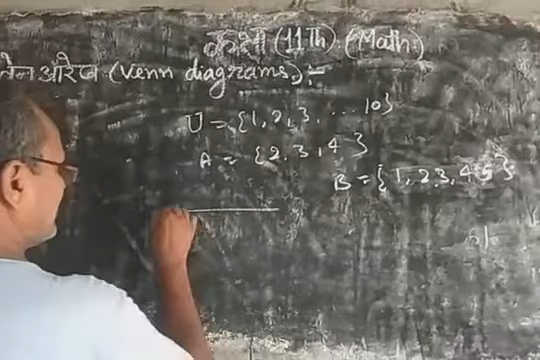 कक्षा (11th) (Math)
वेन आरेख (Venn diagrams) :-
U = {1, 2, 3, ... 10}
A = {2, 3, 4}
B = {1, 2, 3, 4, 5}